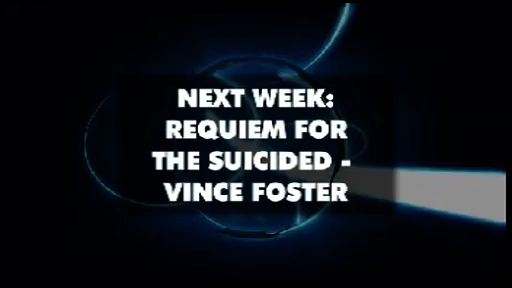 NEXT WEEK:
REQUIEM FOR
THE SUICIDED -
VINCE FOSTER